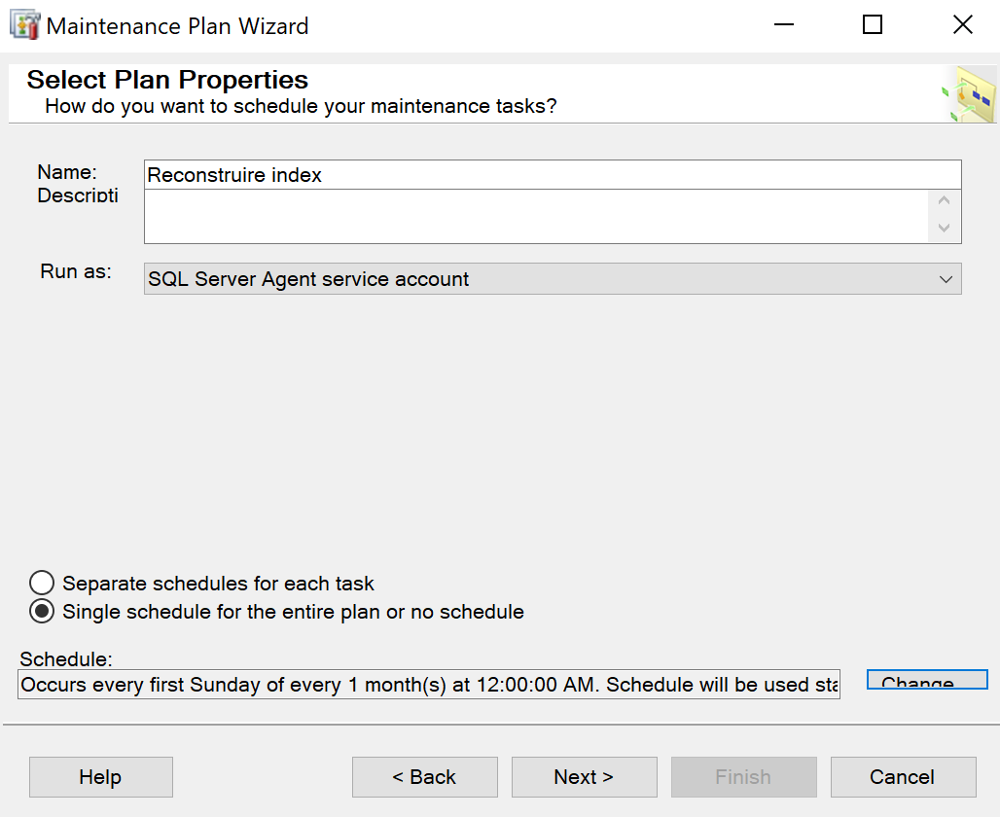 Maintenance Plan Wizard
Select Plan Properties
How do you want to schedule your maintenance tasks?
Name:
Reconstruire index
Descripti
Run as:
SQL Server Agent service account
Separate schedules for each task
Single schedule for the entire plan or no schedule
Schedule:
Occurs every first Sunday of every 1 month(s) at 12:00:00 AM. Schedule will be used sta
Change...
Help
< Back
Next >
Finish
Cancel